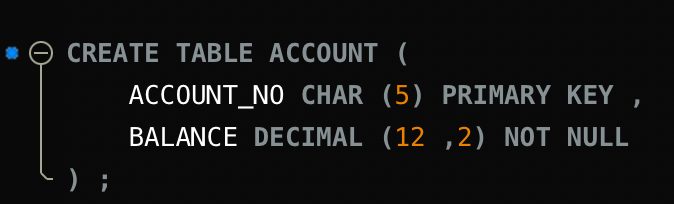 CREATE TABLE ACCOUNT (
ACCOUNT_NO CHAR (5) PRIMARY KEY ,
BALANCE DECIMAL (12 ,2) NOT NULL
) ;